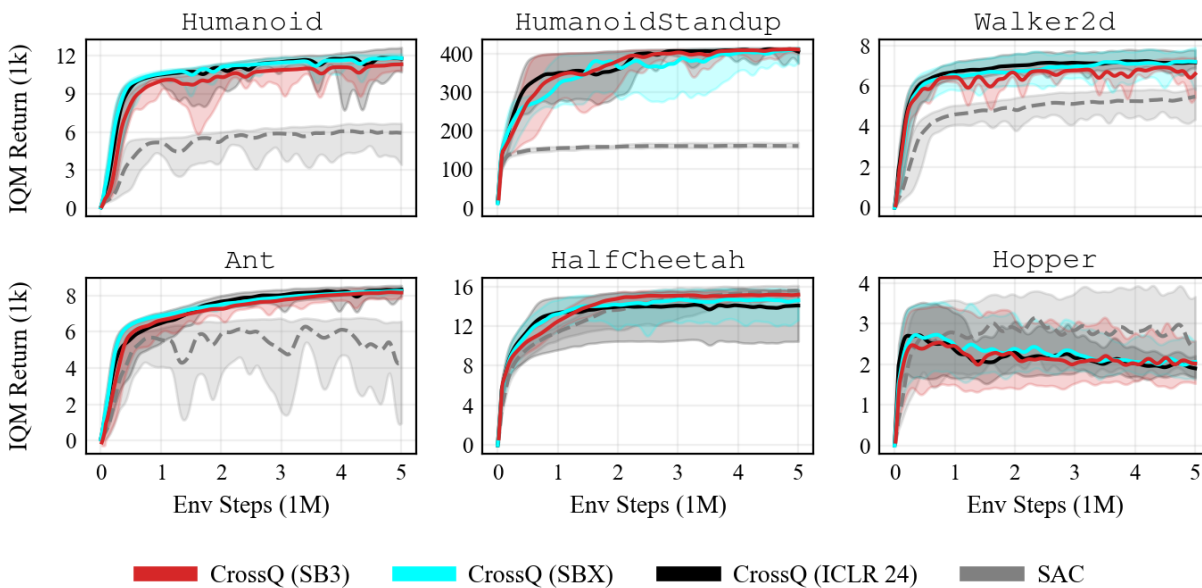 Humanoid
HumanoidStandup
Walker2d
IQM Return (1k)
12
9
6
3
0
400
300
200
100
0
8
6
4
2
0
Ant
HalfCheetah
Hopper
IQM Return (1k)
8
6
4
2
0
16
12
8
4
0
4
3
2
1
0
0 1 2 3 4 5
0 1 2 3 4 5
0 1 2 3 4 5
Env Steps (1M)
Env Steps (1M)
Env Steps (1M)
CrossQ (SB3)
CrossQ (SBX)
CrossQ (ICLR 24)
SAC